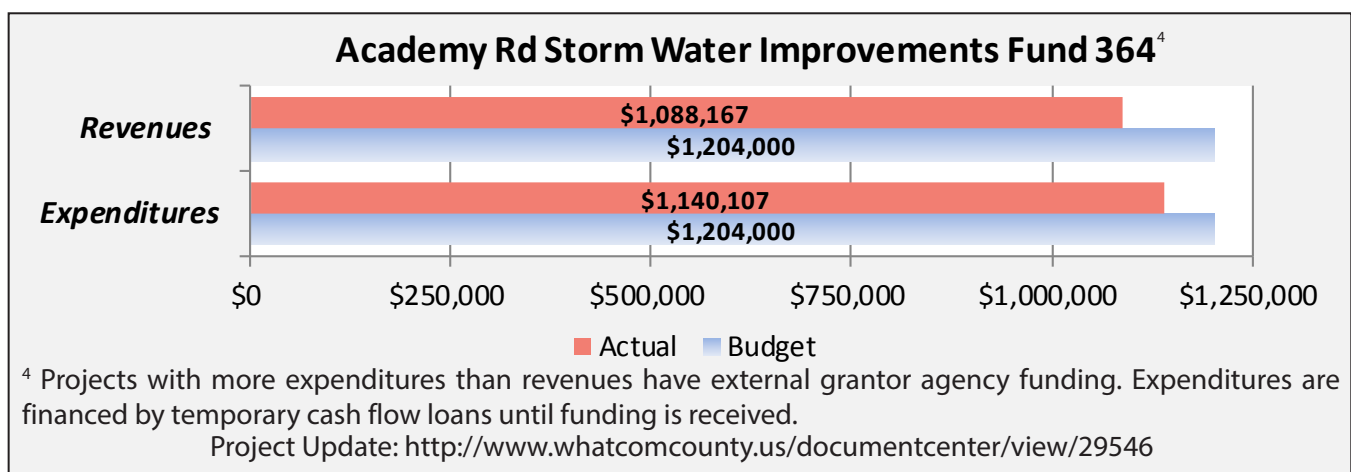 Academy Rd Storm Water Improvements Fund 364⁴
Revenues
$1,088,167
$1,204,000
Expenditures
$1,140,107
$1,204,000
$0 $250,000 $500,000 $750,000 $1,000,000 $1,250,000
Actual Budget
⁴ Projects with more expenditures than revenues have external grantor agency funding. Expenditures are
financed by temporary cash flow loans until funding is received.
Project Update: http://www.whatcomcounty.us/documentcenter/view/29546